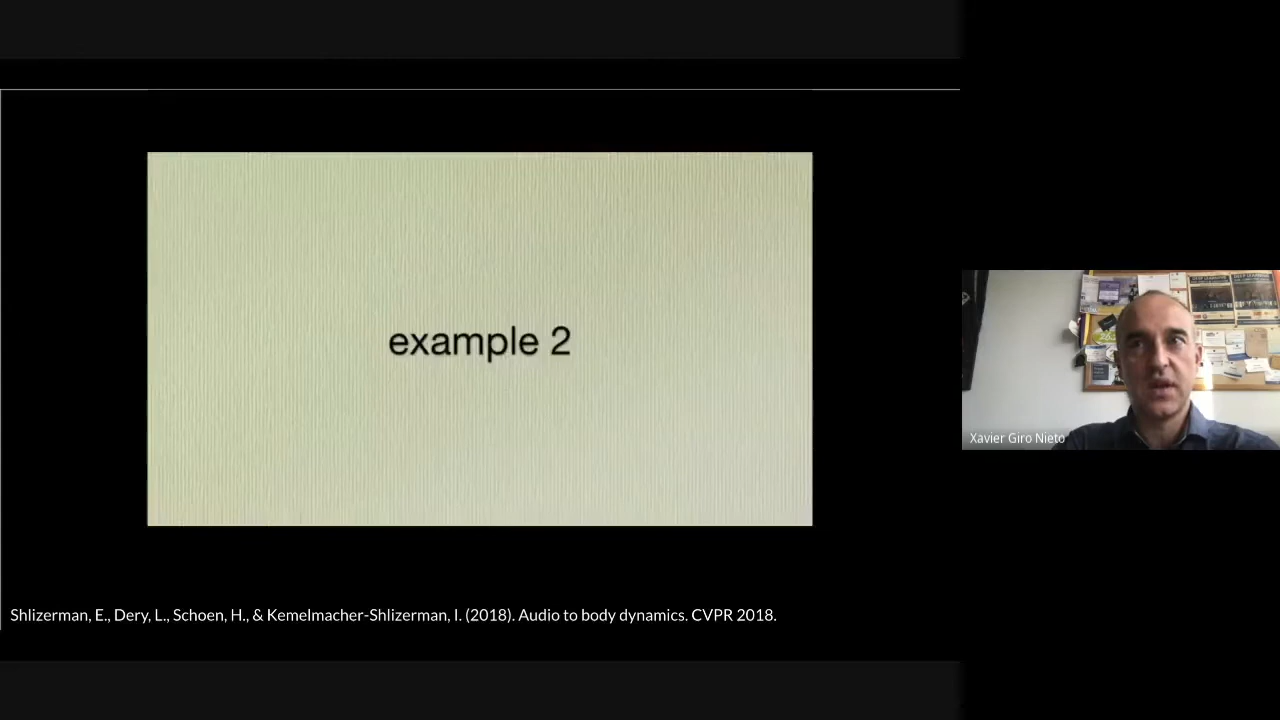 example 2
Xavier Giro Nieto
Shlizerman, E., Dery, L., Schoen, H., & Kemelmacher-Shlizerman, I. (2018). Audio to body dynamics. CVPR 2018.